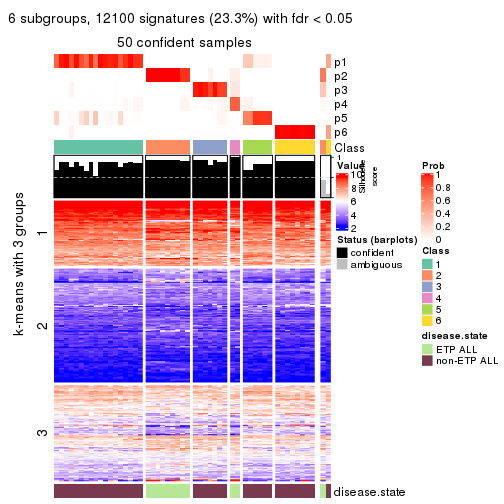 6 subgroups, 12100 signatures (23.3%) with fdr < 0.05
50 confident samples
p1
p2
p3
p4
p5
p6
Class
1
Silhouette
score
k-means with 3 groups
1
2
3
Value
10
8
6
4
2
Status (barplots)
confident
ambiguous
Prob
1
0.8
0.6
0.4
0.2
0
Class
1
2
3
4
5
6
disease.state
ETP ALL
non-ETP ALL
disease.state